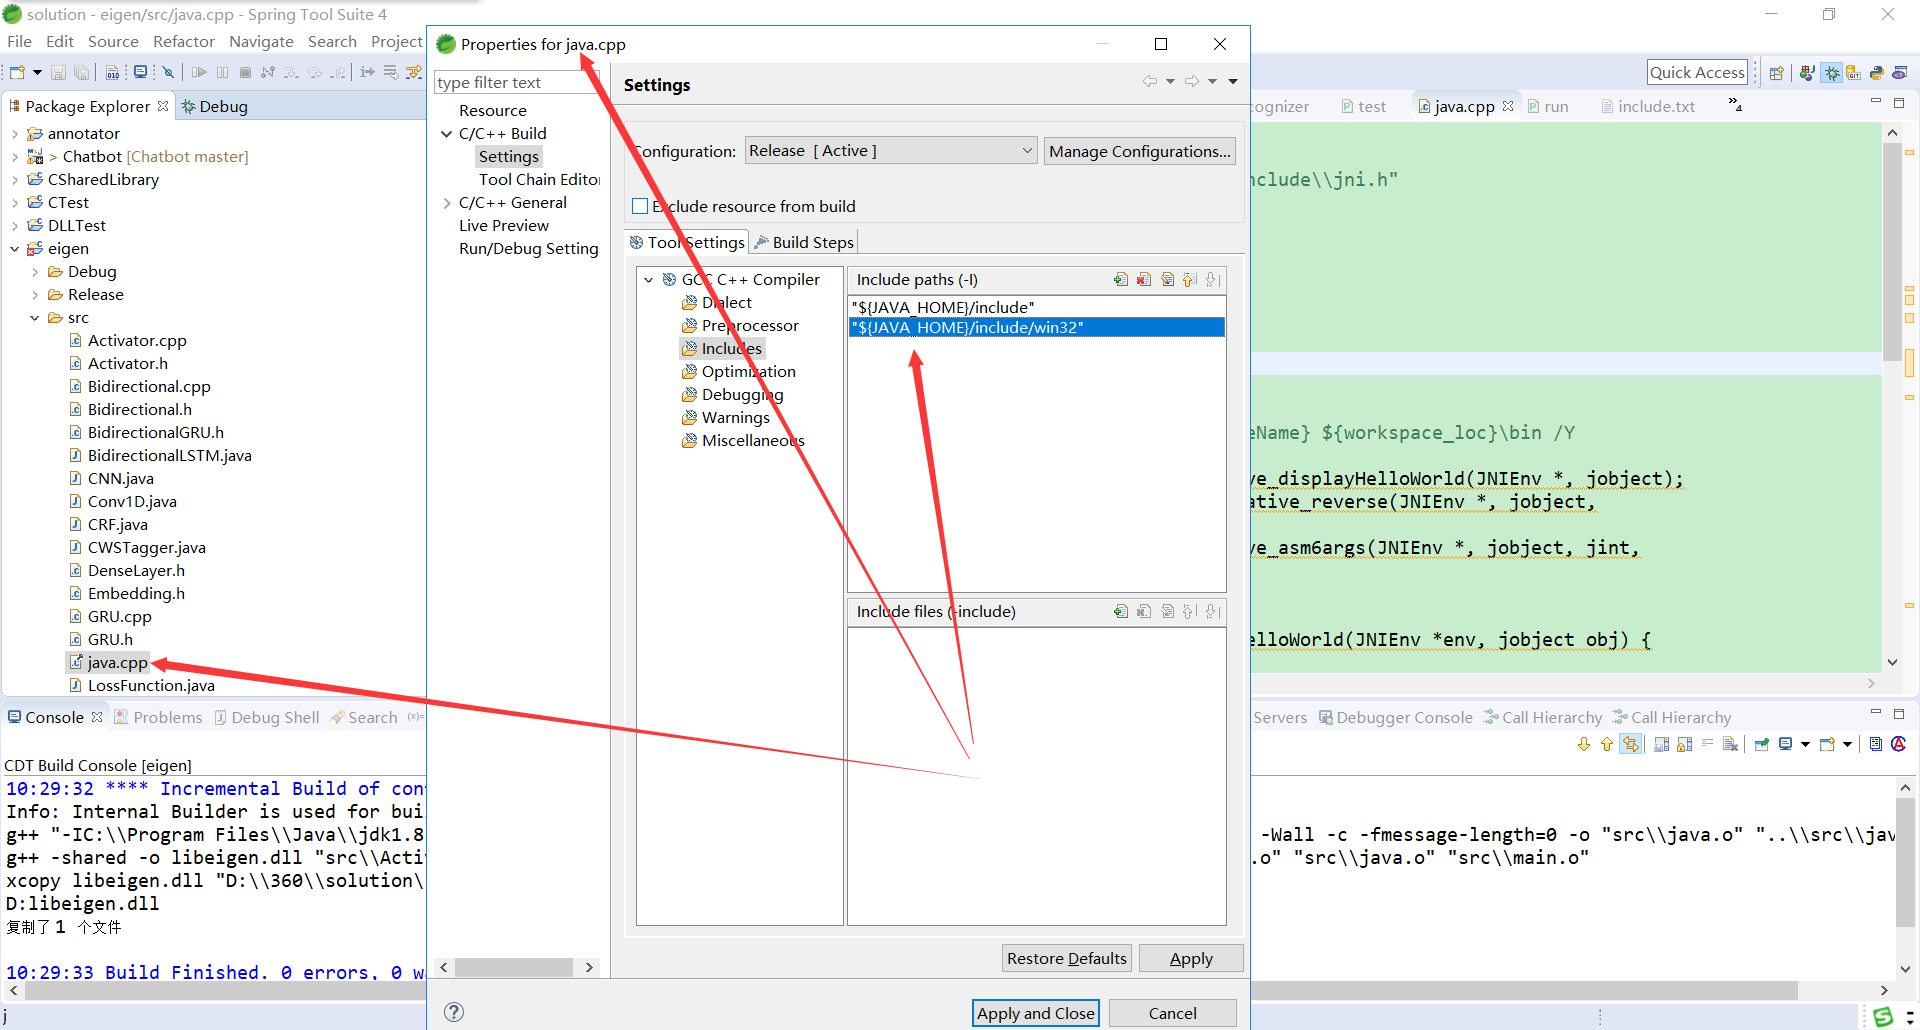 solution - eigen/src/java.cpp - Spring Tool Suite 4
File Edit Source Refactor Navigate Search Project
Quick Access
Package Explorer
Debug
annotator
> Chatbot [Chatbot master]
CSharedLibrary
CTest
DLLTest
eigen
Debug
Release
src
Activator.cpp
Activator.h
Bidirectional.cpp
Bidirectional.h
BidirectionalGRU.h
BidirectionalLSTM.java
CNN.java
Conv1D.java
CRF.java
CWSTagger.java
DenseLayer.h
Embedding.h
GRU.cpp
GRU.h
java.cpp
LossFunction.java
Properties for java.cpp
type filter text
Resource
C/C++ Build
Settings
Tool Chain Editor
C/C++ General
Live Preview
Run/Debug Setting
Settings
Configuration:
Release [ Active ]
Manage Configurations...
Exclude resource from build
Tool Settings
Build Steps
GCC C++ Compiler
Dialect
Preprocessor
Includes
Optimization
Debugging
Warnings
Miscellaneous
Include paths (-I)
"${JAVA_HOME}/include"
"${JAVA_HOME}/include/win32"
Include files (-include)
Restore Defaults
Apply
Apply and Close
Cancel
ognizer
test
java.cpp
run
include.txt
4
nclude\\jni.h"
eName} ${workspace_loc}\bin /Y
ve_displayHelloWorld(JNIEnv *, jobject);
ative_reverse(JNIEnv *, jobject,
ve_asm6args(JNIEnv *, jobject, jint,
elloWorld(JNIEnv *env, jobject obj) {
Console
Problems
Debug Shell
Search
(x)=
Servers
Debugger Console
Call Hierarchy
Call Hierarchy
CDT Build Console [eigen]
10:29:32 **** Incremental Build of con
Info: Internal Builder is used for bui
g++ "-IC:\\Program Files\\Java\\jdk1.8
-Wall -c -fmessage-length=0 -o "src\\java.o" "..\\src\\jav
g++ -shared -o libeigen.dll "src\\Acti
.o" "src\\java.o" "src\\main.o"
xcopy libeigen.dll "D:\\360\\solution\
D:libeigen.dll
复制了 1 个文件
10:29:33 Build Finished. 0 errors, 0 wa
j